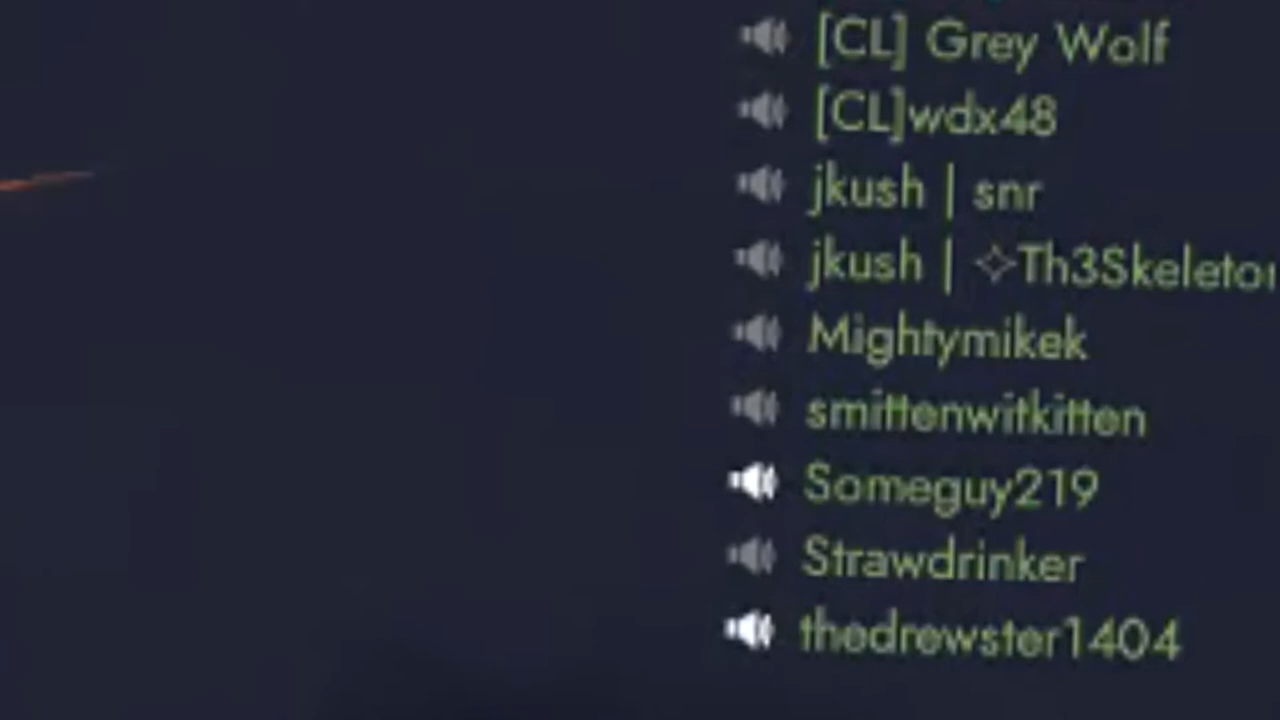 [CL] Grey Wolf
[CL]wdx48
jkush | snr
jkush | ✧Th3Skeleto
Mightymikek
smittenwitkitten
Someguy219
Strawdrinker
thedrewster1404